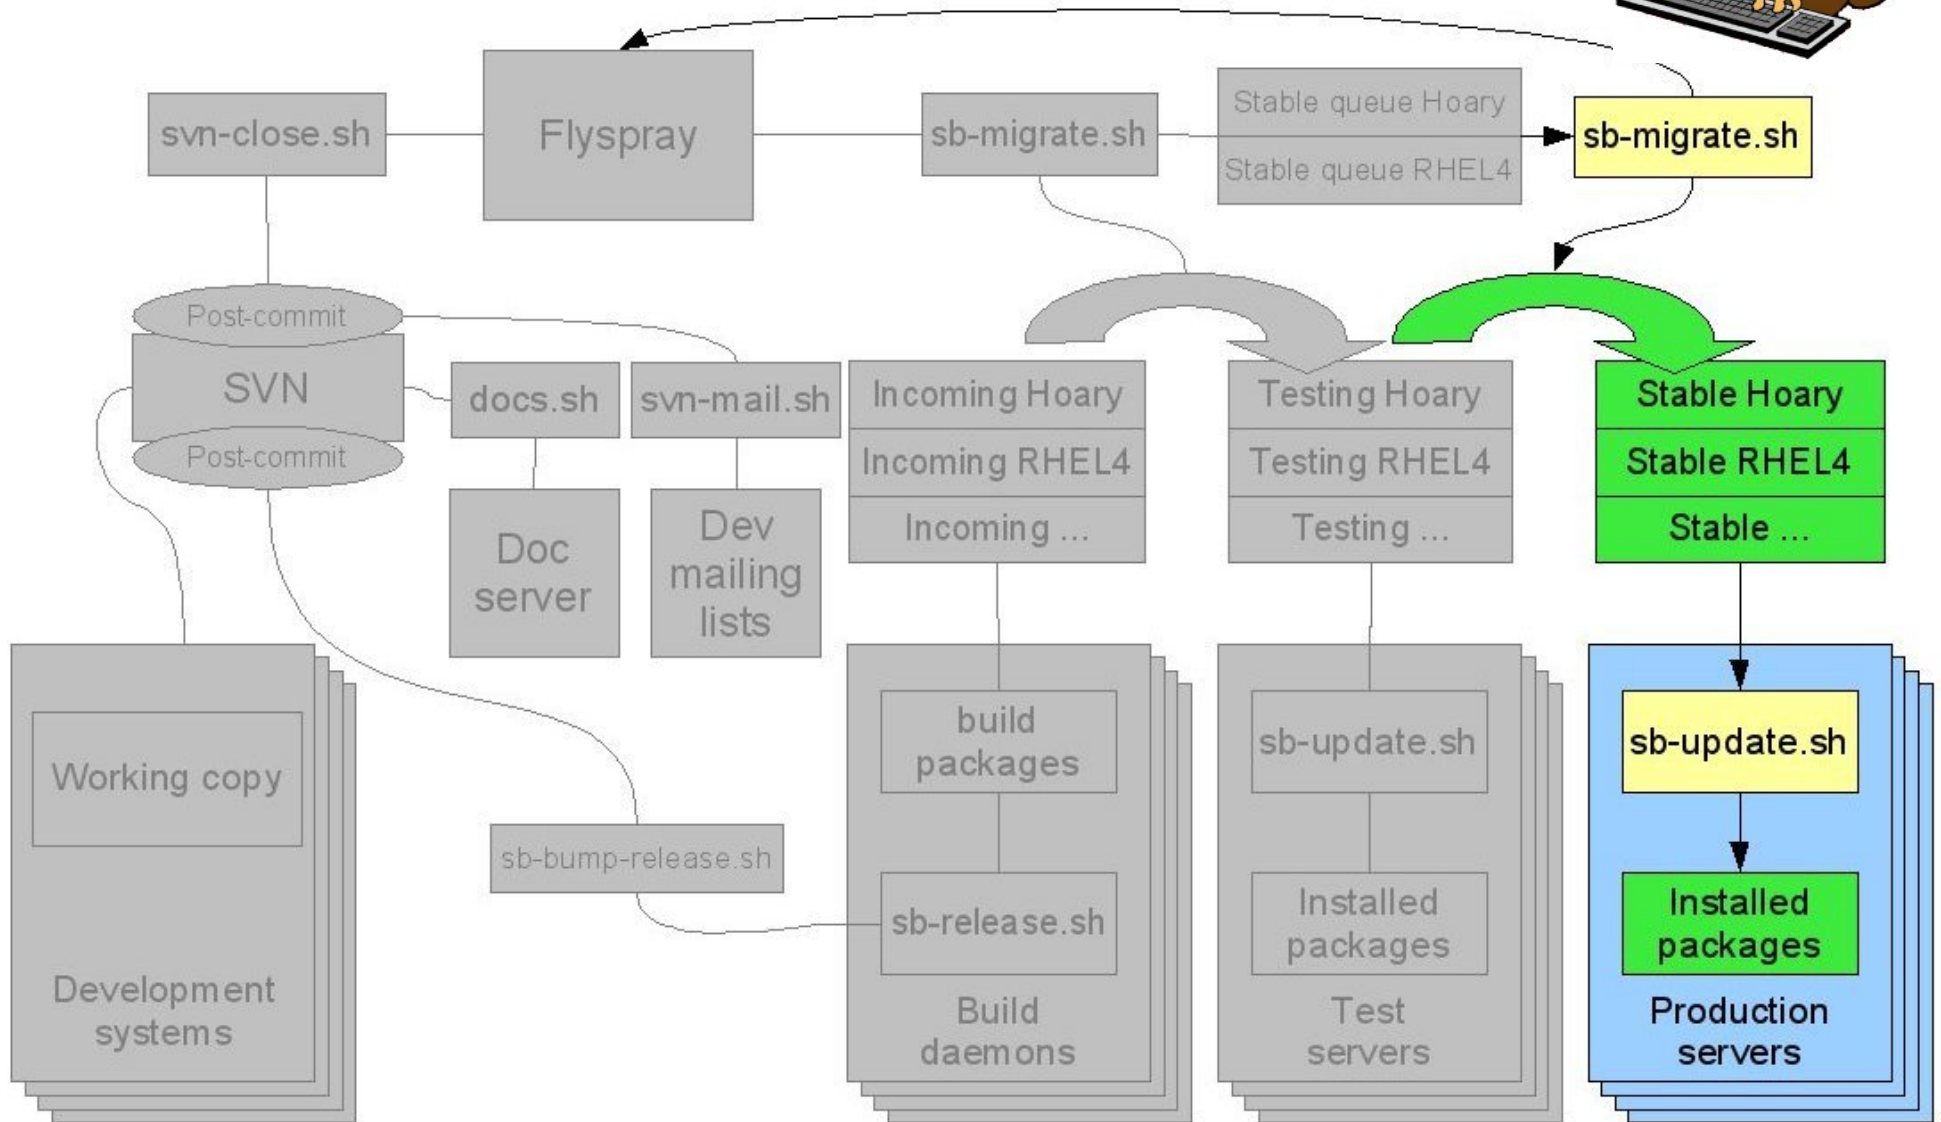 svn-close.sh
Flyspray
sb-migrate.sh
Stable queue Hoary
Stable queue RHEL4
sb-migrate.sh
Post-commit
SVN
Post-commit
docs.sh
svn-mail.sh
Incoming Hoary
Incoming RHEL4
Incoming ...
Testing Hoary
Testing RHEL4
Testing ...
Stable Hoary
Stable RHEL4
Stable ...
Doc
server
Dev
mailing
lists
Working copy
Development
systems
sb-bump-release.sh
build
packages
sb-release.sh
Build
daemons
sb-update.sh
Installed
packages
Test
servers
sb-update.sh
Installed
packages
Production
servers